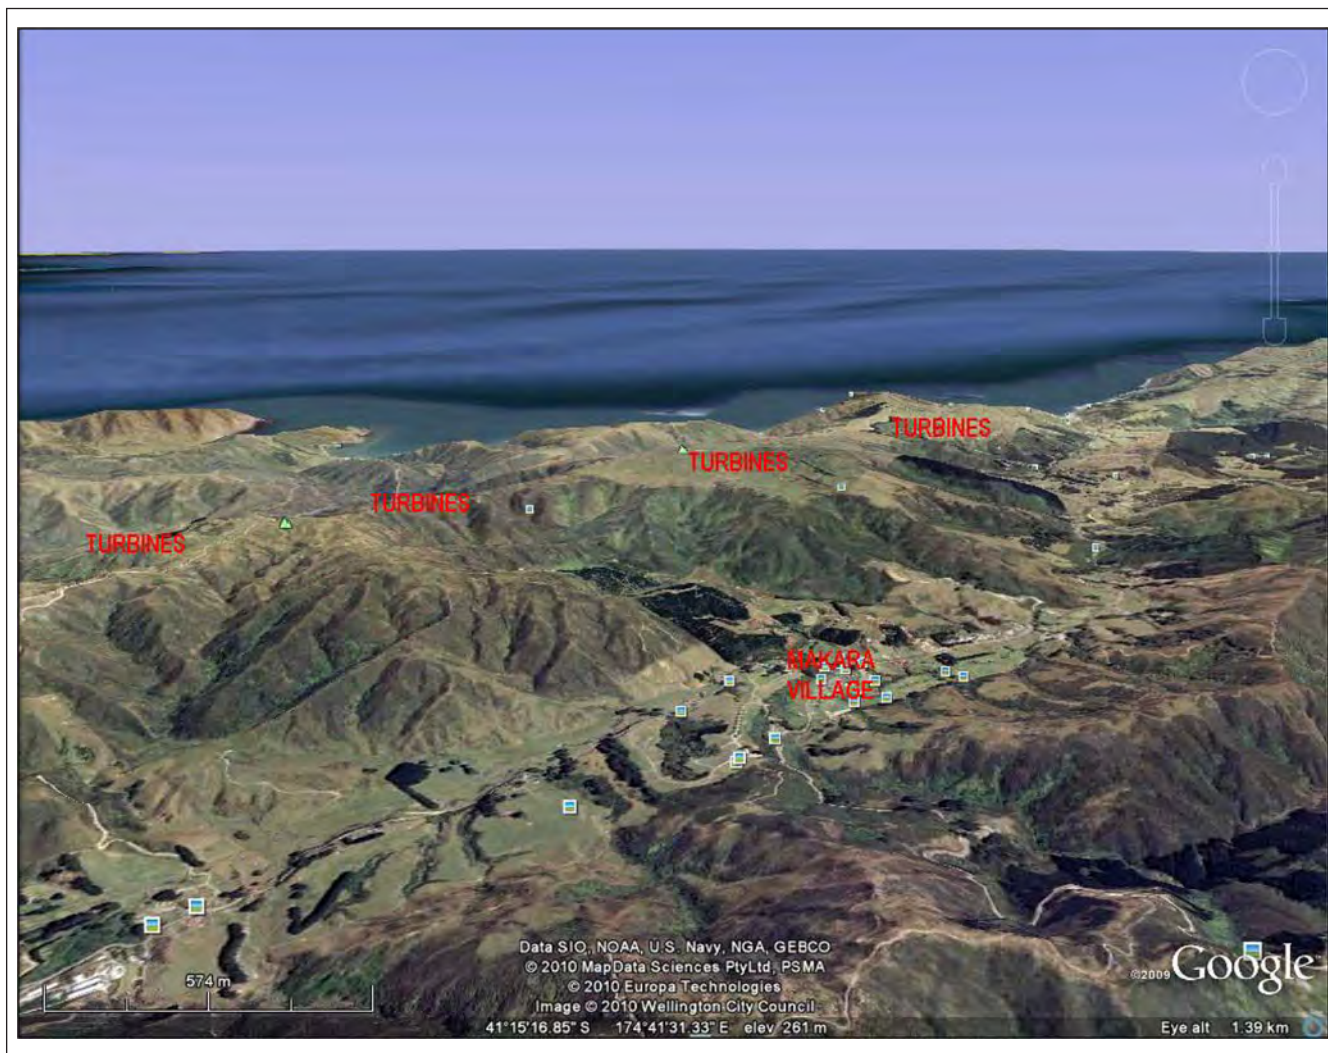 TURBINES
TURBINES
TURBINES
TURBINES
MAKARA
VILLAGE
574 m
Data SIO, NOAA, U.S. Navy, NGA, GEBCO
© 2010 MapData Sciences PtyLtd, PSMA
© 2010 Europa Technologies
Image © 2010 Wellington City Council
©2009 Google
41°15'16.85" S 174°41'31.33" E elev 261 m
Eye alt 1.39 km